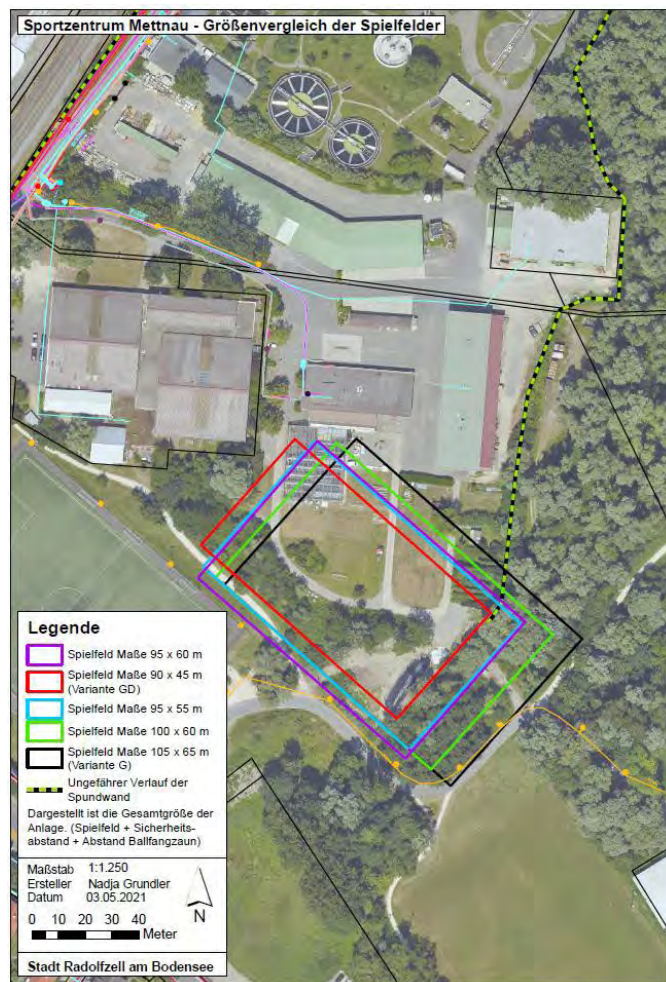 Sportzentrum Mettnau - Größenvergleich der Spielfelder
Legende
Spielfeld Maße 95 x 60 m
Spielfeld Maße 90 x 45 m
(Variante GD)
Spielfeld Maße 95 x 55 m
Spielfeld Maße 100 x 60 m
Spielfeld Maße 105 x 65 m
(Variante G)
Ungefährer Verlauf der
Spundwand
Dargestellt ist die Gesamtgröße der
Anlage. (Spielfeld + Sicherheits-
abstand + Abstand Ballfangzaun)
Maßstab 1:1.250
Ersteller Nadja Grundler
Datum 03.05.2021
N
0 10 20 30 40
Meter
Stadt Radolfzell am Bodensee